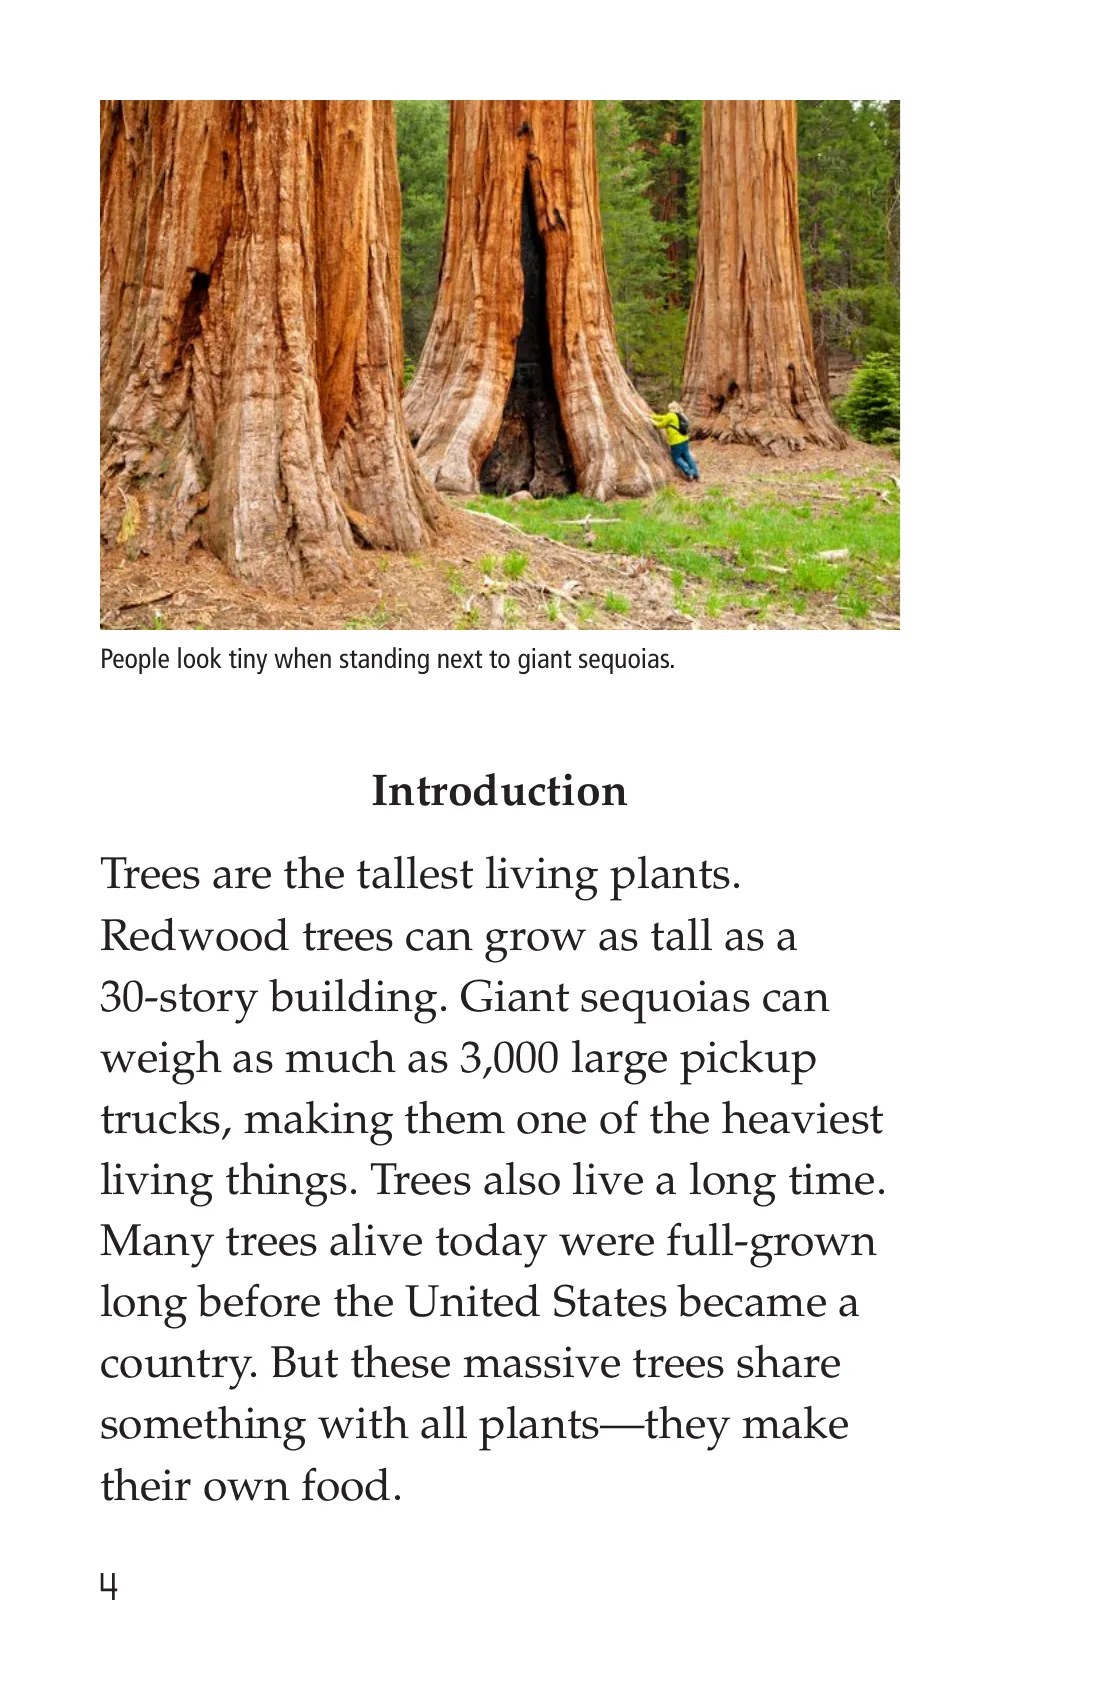 People look tiny when standing next to giant sequoias.
Introduction
Trees are the tallest living plants.
Redwood trees can grow as tall as a
30-story building. Giant sequoias can
weigh as much as 3,000 large pickup
trucks, making them one of the heaviest
living things. Trees also live a long time.
Many trees alive today were full-grown
long before the United States became a
country. But these massive trees share
something with all plants—they make
their own food.
4